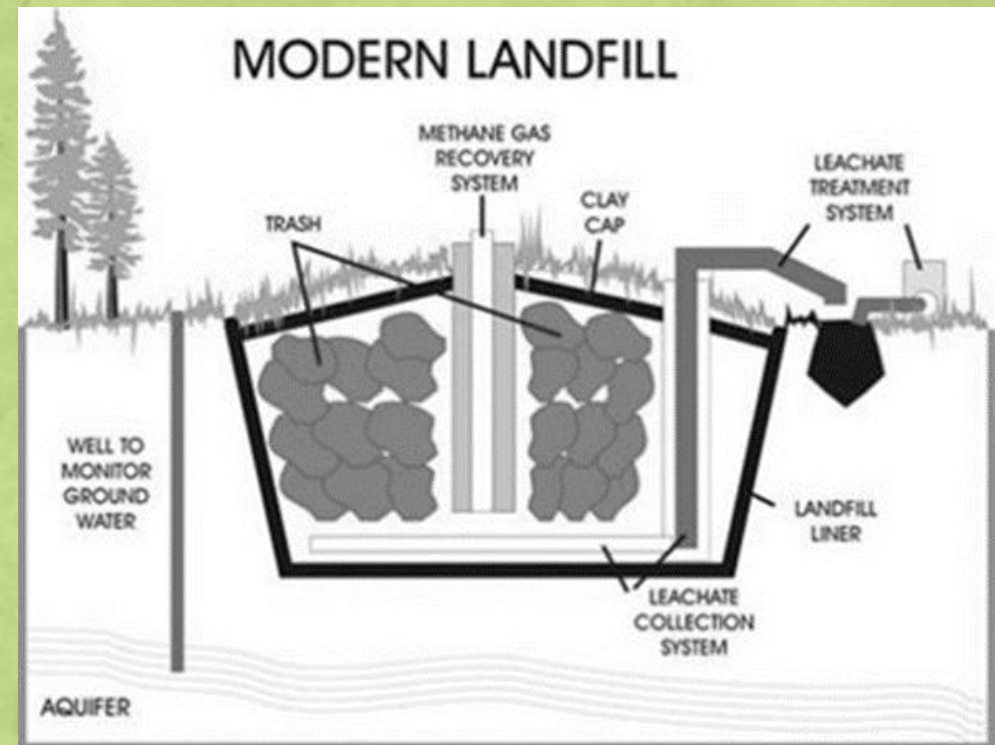 MODERN LANDFILL
METHANE GAS
RECOVERY
SYSTEM
LEACHATE
TREATMENT
SYSTEM
CLAY
CAP
TRASH
WELL TO
MONITOR
GROUND
WATER
LANDFILL
LINER
LEACHATE
COLLECTION
SYSTEM
AQUIFER